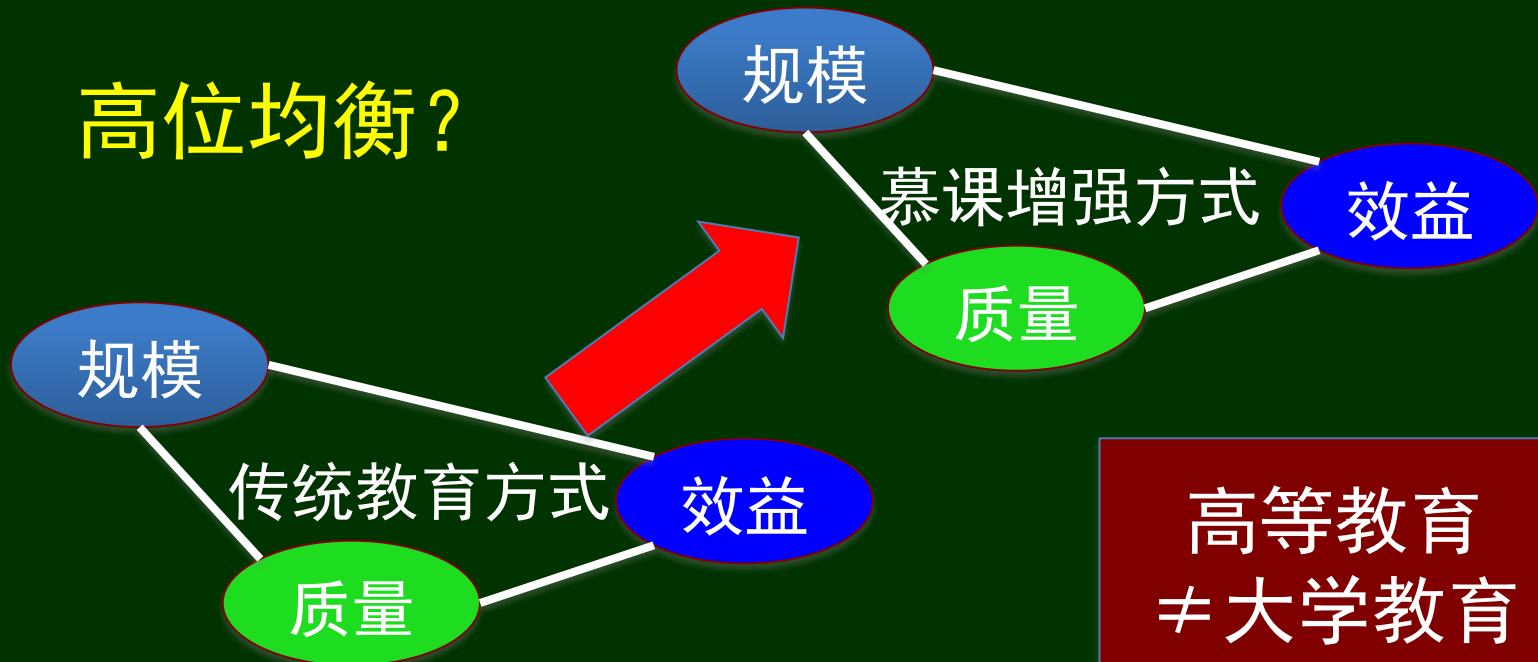 高位均衡？
规模
慕课增强方式
效益
质量
规模
传统教育方式
效益
质量
高等教育
≠大学教育